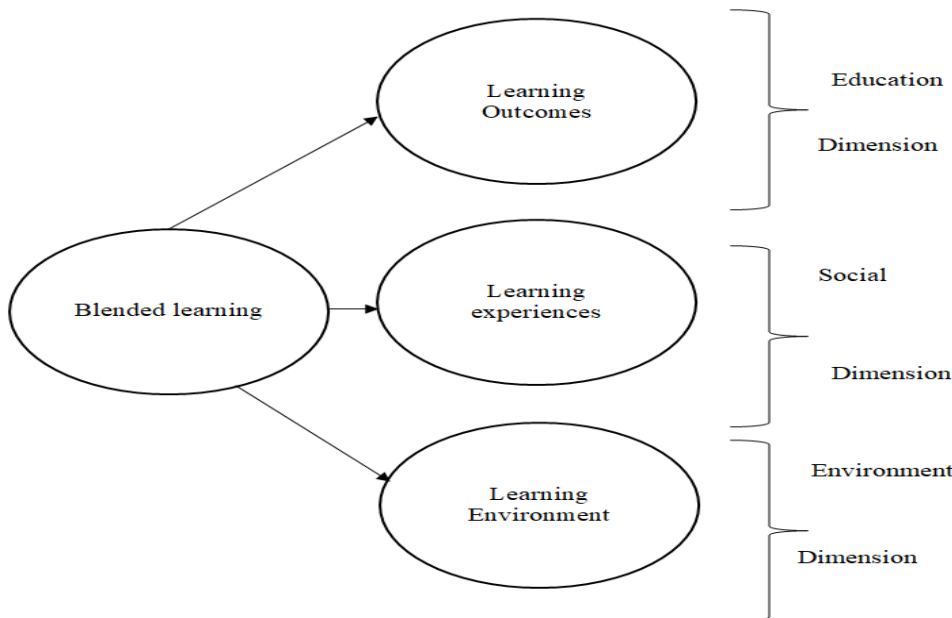 Learning
Outcomes
Education
Dimension
Blended learning
Learning
experiences
Social
Dimension
Learning
Environment
Environment
Dimension